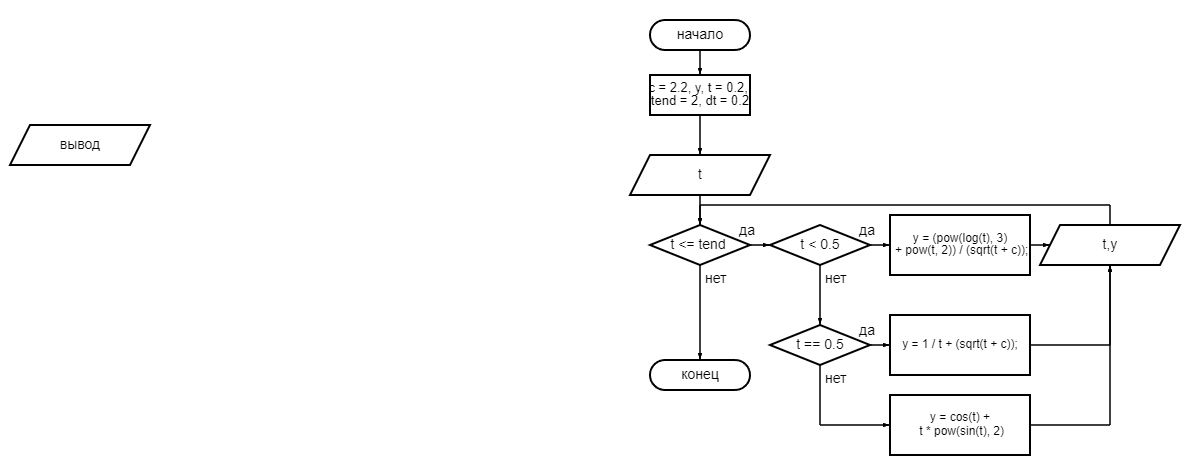 начало
c = 2.2, y, t = 0.2,
tend = 2, dt = 0.2
вывод
t
t <= tend
да
t < 0.5
да
y = (pow(log(t), 3)
+ pow(t, 2)) / (sqrt(t + c));
t,y
нет
нет
t == 0.5
да
y = 1 / t + (sqrt(t + c));
конец
нет
y = cos(t) +
t * pow(sin(t), 2)